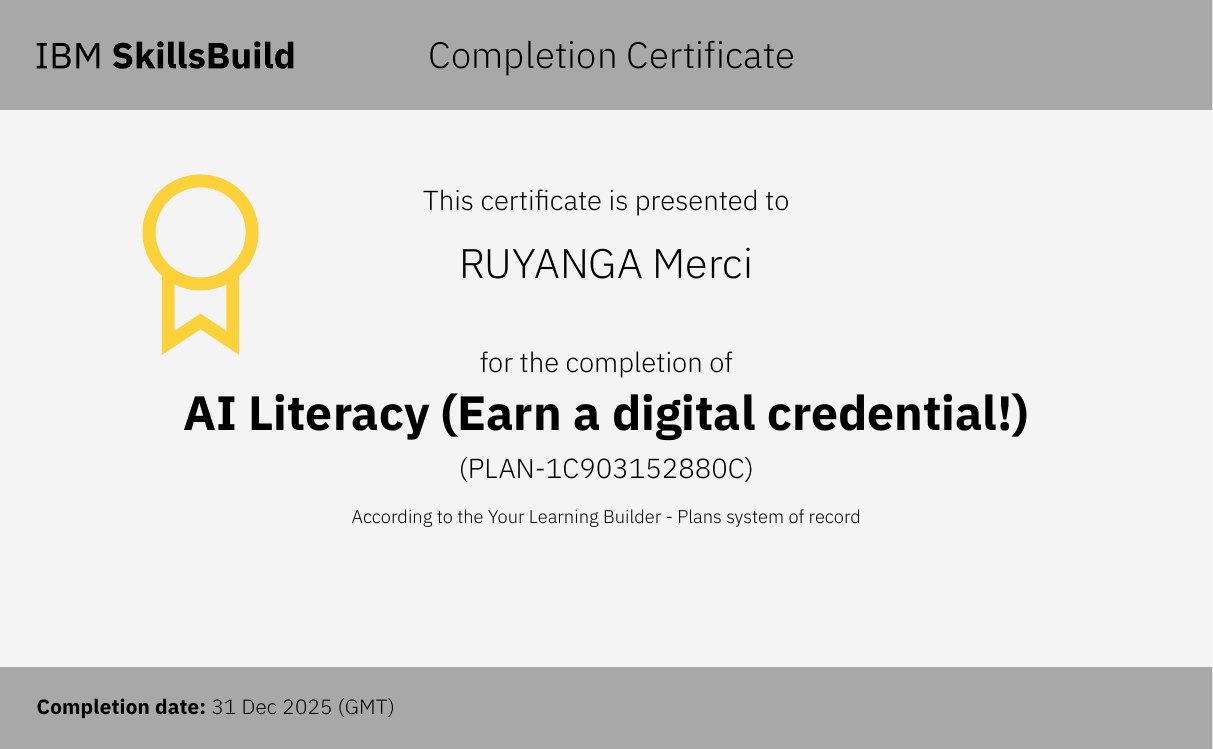 IBM SkillsBuild
Completion Certificate
This certificate is presented to
RUYANGA Merci
for the completion of
AI Literacy (Earn a digital credential!)
(PLAN-1C903152880C)
According to the Your Learning Builder - Plans system of record
Completion date: 31 Dec 2025 (GMT)